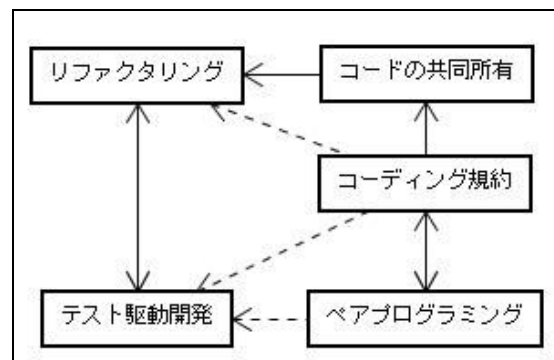 リファクタリング
コードの共同所有
コーディング規約
テスト駆動開発
ペアプログラミング